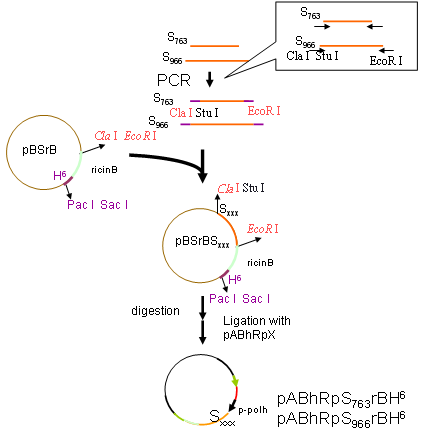 S763
S763
S966
S966
Cla I Stu I
EcoR I
PCR
S763
Cla I Stu I
EcoR I
S966
Cla I EcoR I
pBSrB
ricinB
H6
Pac I Sac I
Cla I Stu I
Sxxx
EcoR I
pBSrBSxxx
ricinB
H6
Pac I Sac I
digestion
Ligation with
pABhRpX
p-polh
Sxxx
pABhRpS763rBH6
pABhRpS966rBH6